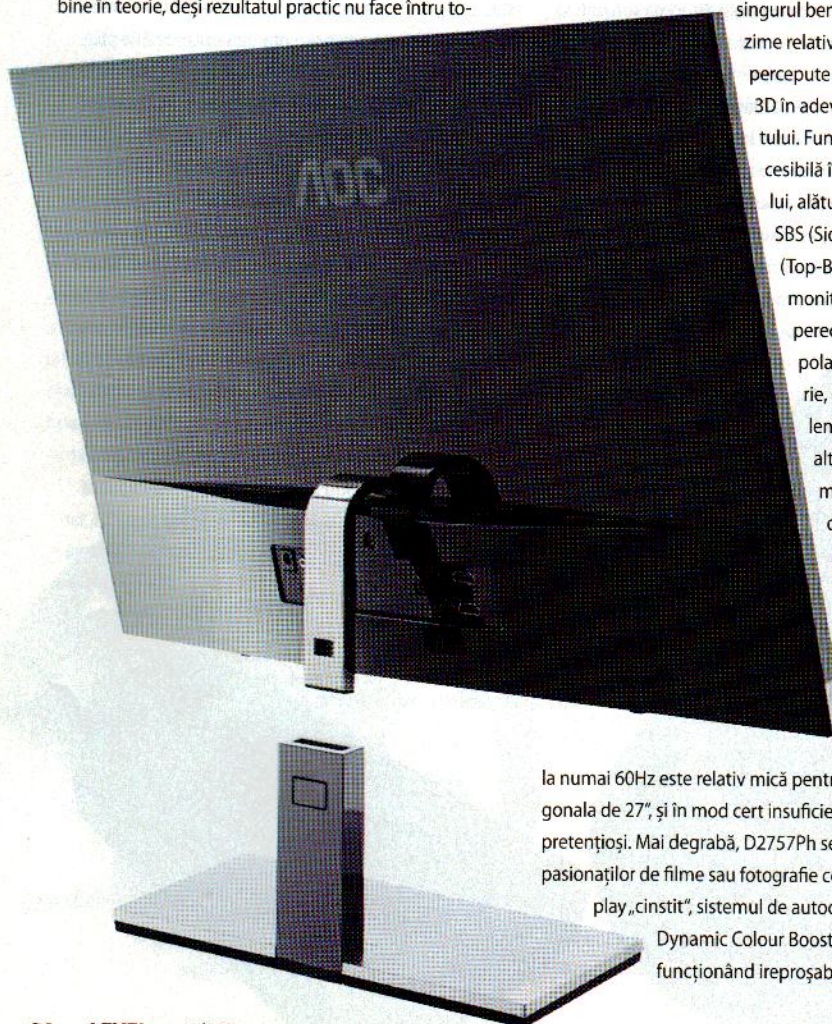 bine în teorie, deși rezultatul practic nu face întru to-
AOC
singurul ber
zime relativ
percepute
3D în adev
tului. Fun
cesibilă î
lui, alătu
SBS (Sid
(Top-B
monit
perec
pola
rie,
len
alt
m
la numai 60Hz este relativ mică pentr
gonala de 27”, și în mod cert insuficie
pretențioși. Mai degrabă, D2757Ph se
pasionaților de filme sau fotografie ce
play „cinstit“, sistemul de autoc
Dynamic Colour Boost
funcționând ireproșab